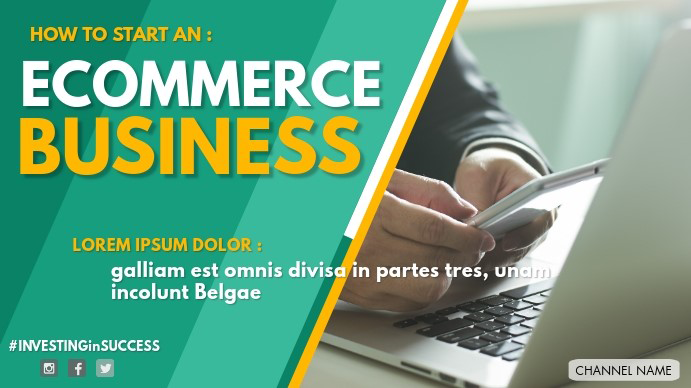 HOW TO START AN :
ECOMMERCE
BUSINESS
LOREM IPSUM DOLOR :
galliam est omnis divisa in partes tres, unam
incolunt Belgae
#INVESTINGinSUCCESS
CHANNEL NAME